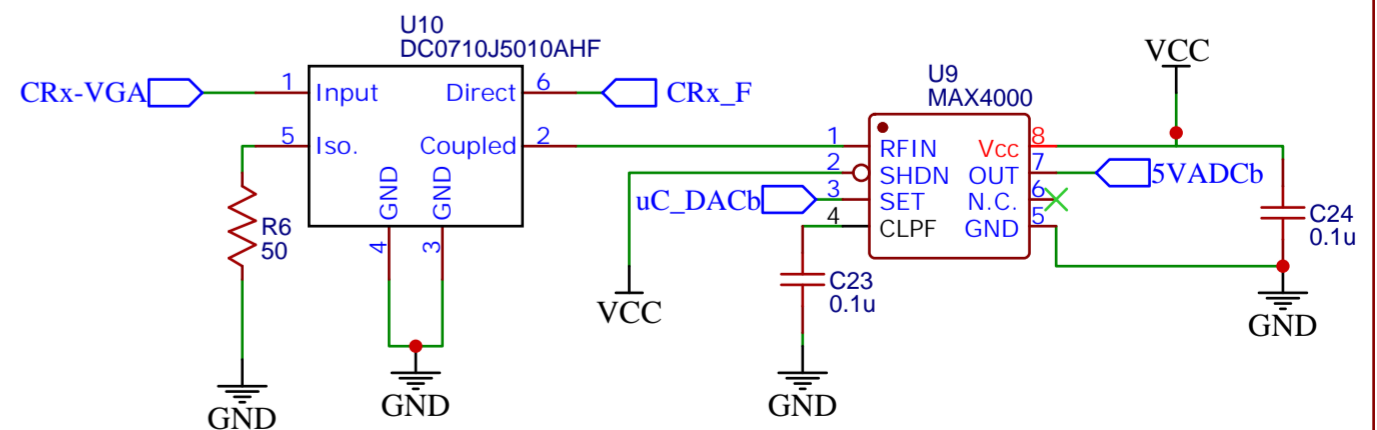 U10
DC0710J5010AHF
CRx-VGA
1
Input
Direct
6
CRx_F
5
Iso.
Coupled
2
GND
GND
4
3
R6
50
GND
GND
U9
MAX4000
VCC
1
RFIN
Vcc
8
2
SHDN
OUT
7
5VADCb
uC_DACb
3
SET
N.C.
6
4
CLPF
GND
5
C24
0.1u
C23
0.1u
VCC
GND
GND